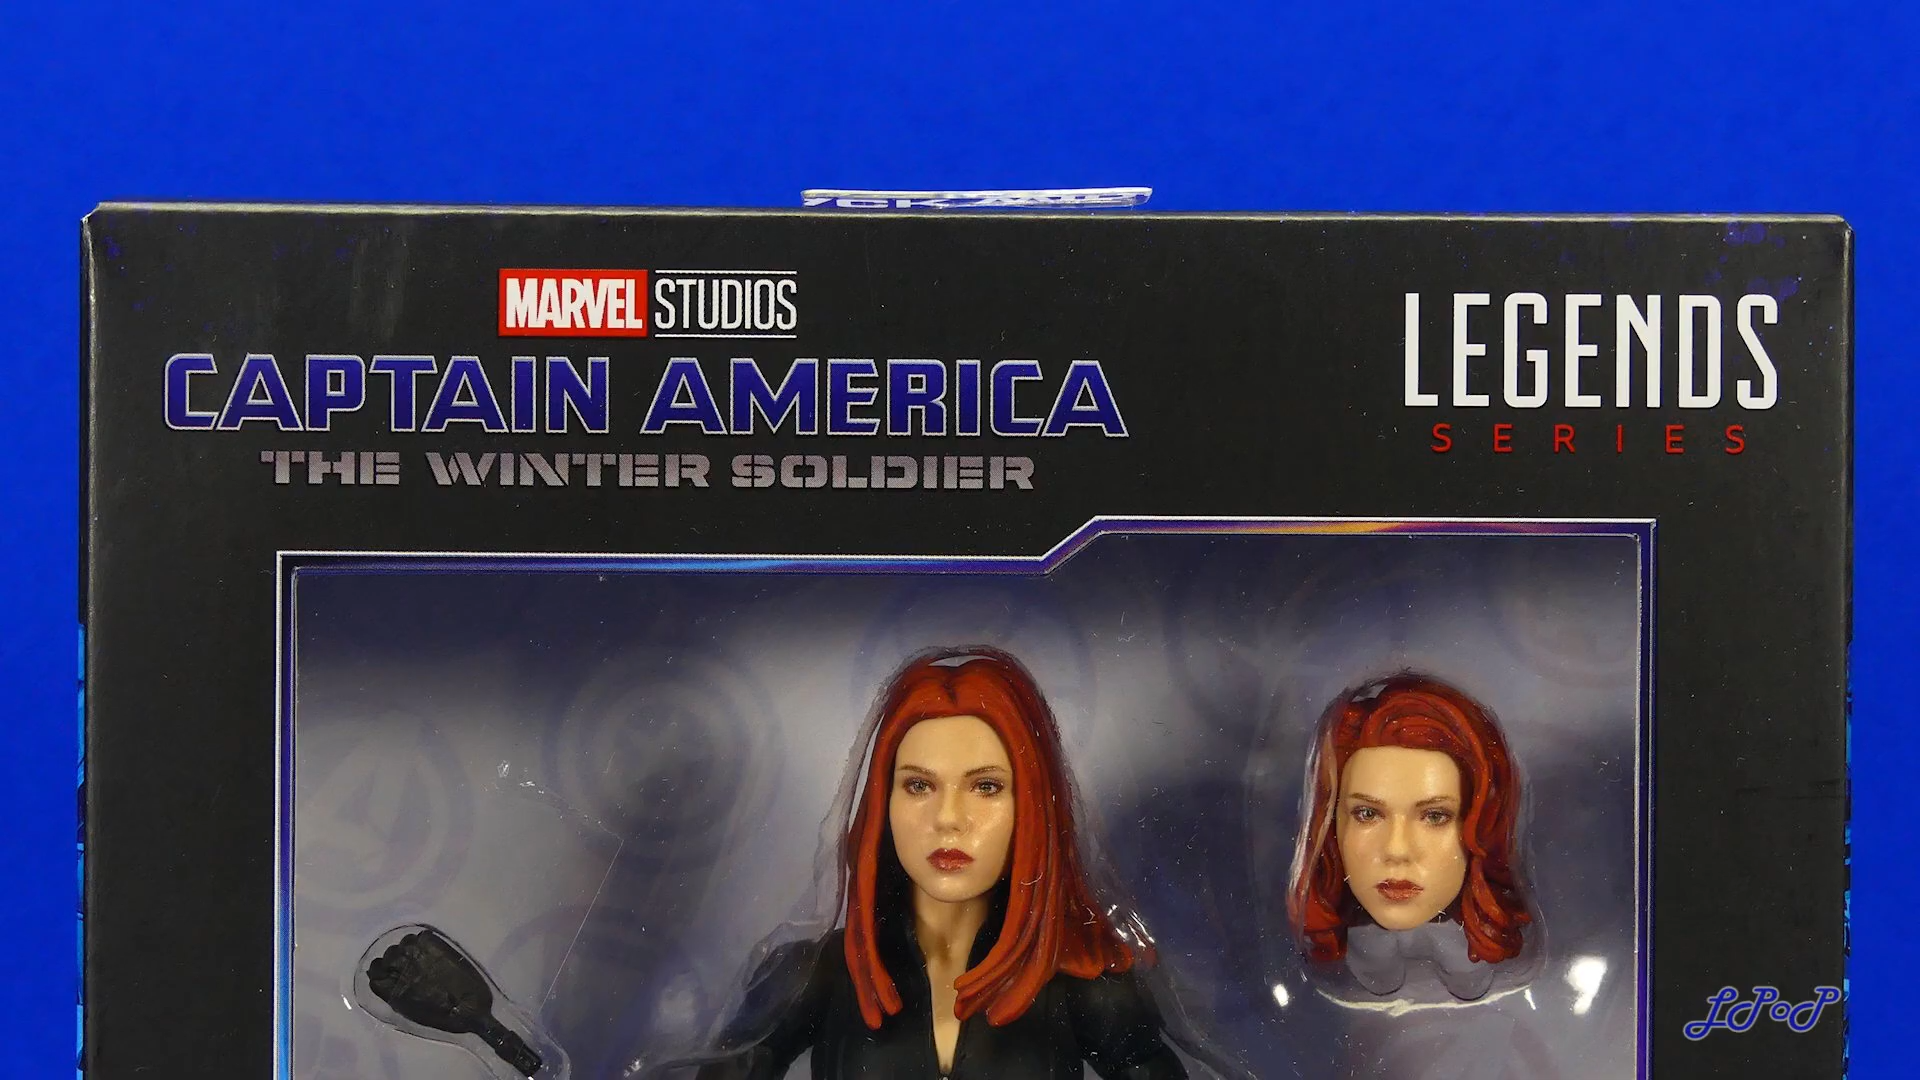 MARVEL STUDIOS
CAPTAIN AMERICA
THE WINTER SOLDIER
LEGENDS
SERIES
LPoP